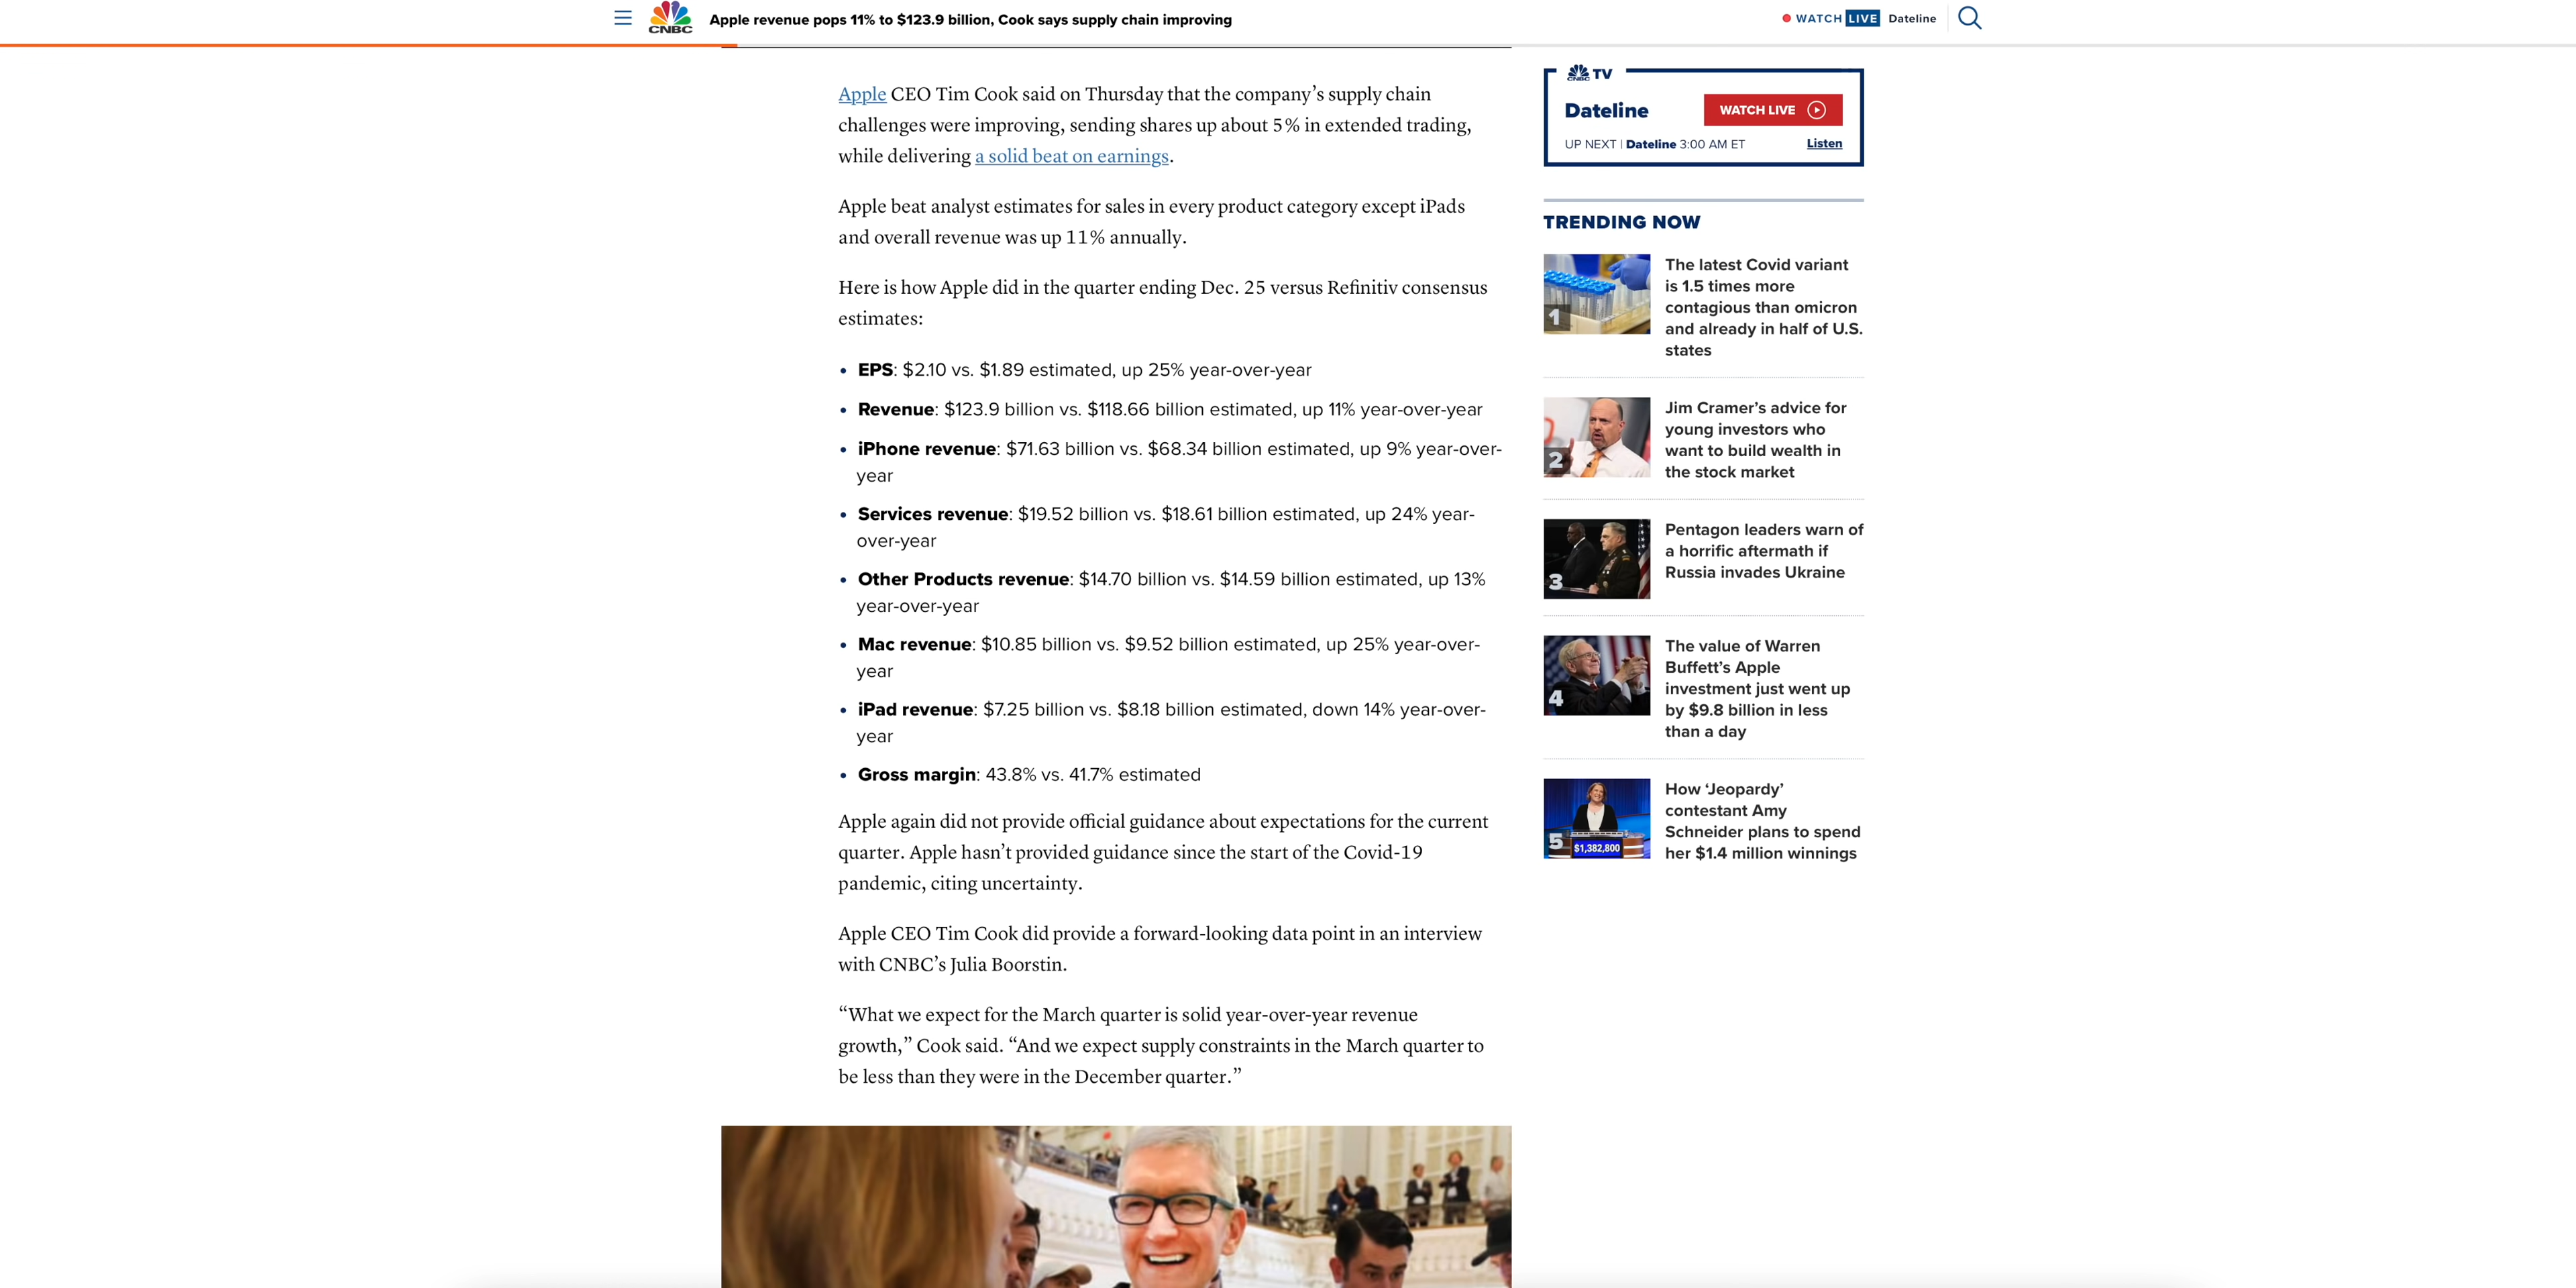 CNBC
Apple revenue pops 11% to $123.9 billion, Cook says supply chain improving
WATCH LIVE Dateline
Apple CEO Tim Cook said on Thursday that the company’s supply chain
challenges were improving, sending shares up about 5% in extended trading,
while delivering a solid beat on earnings.
Apple beat analyst estimates for sales in every product category except iPads
and overall revenue was up 11% annually.
Here is how Apple did in the quarter ending Dec. 25 versus Refinitiv consensus
estimates:
• EPS: $2.10 vs. $1.89 estimated, up 25% year-over-year
• Revenue: $123.9 billion vs. $118.66 billion estimated, up 11% year-over-year
• iPhone revenue: $71.63 billion vs. $68.34 billion estimated, up 9% year-over-
year
• Services revenue: $19.52 billion vs. $18.61 billion estimated, up 24% year-
over-year
• Other Products revenue: $14.70 billion vs. $14.59 billion estimated, up 13%
year-over-year
• Mac revenue: $10.85 billion vs. $9.52 billion estimated, up 25% year-over-
year
• iPad revenue: $7.25 billion vs. $8.18 billion estimated, down 14% year-over-
year
• Gross margin: 43.8% vs. 41.7% estimated
Apple again did not provide official guidance about expectations for the current
quarter. Apple hasn’t provided guidance since the start of the Covid-19
pandemic, citing uncertainty.
Apple CEO Tim Cook did provide a forward-looking data point in an interview
with CNBC’s Julia Boorstin.
“What we expect for the March quarter is solid year-over-year revenue
growth,” Cook said. “And we expect supply constraints in the March quarter to
be less than they were in the December quarter.”
CNBC TV
Dateline
WATCH LIVE
UP NEXT | Dateline 3:00 AM ET
Listen
TRENDING NOW
1
The latest Covid variant
is 1.5 times more
contagious than omicron
and already in half of U.S.
states
2
Jim Cramer’s advice for
young investors who
want to build wealth in
the stock market
3
Pentagon leaders warn of
a horrific aftermath if
Russia invades Ukraine
4
The value of Warren
Buffett’s Apple
investment just went up
by $9.8 billion in less
than a day
5
$1,382,800
How ‘Jeopardy’
contestant Amy
Schneider plans to spend
her $1.4 million winnings